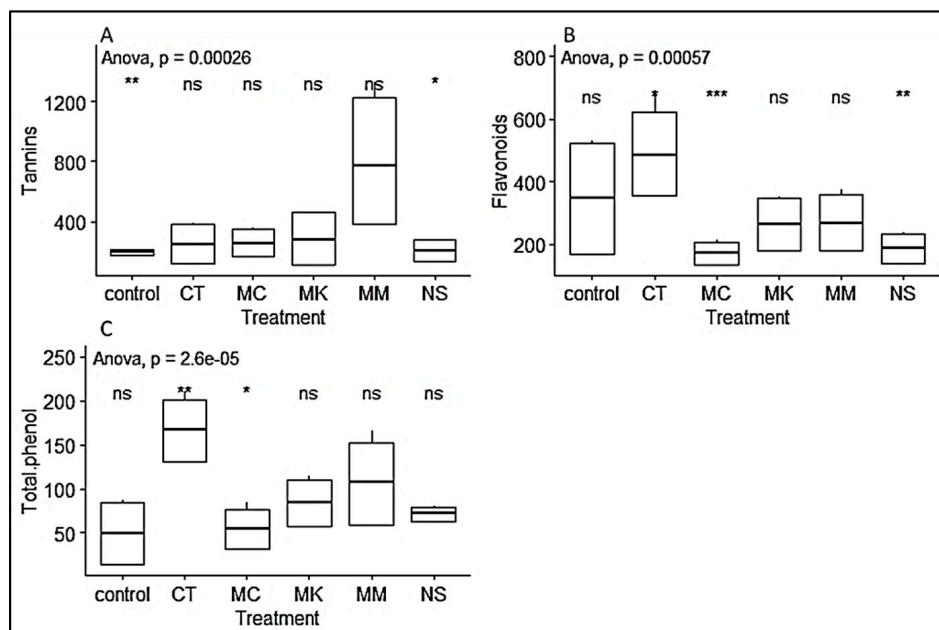 A
Anova, p = 0.00026
** ns ns ns ns *
1200
800
400
Tannins
control CT MC MK MM NS
Treatment
B
800
Anova, p = 0.00057
ns * *** ns ns **
600
400
200
Flavonoids
control CT MC MK MM NS
Treatment
C
250
Anova, p = 2.6e-05
ns ** * ns ns ns
200
150
100
50
Total.phenol
control CT MC MK MM NS
Treatment